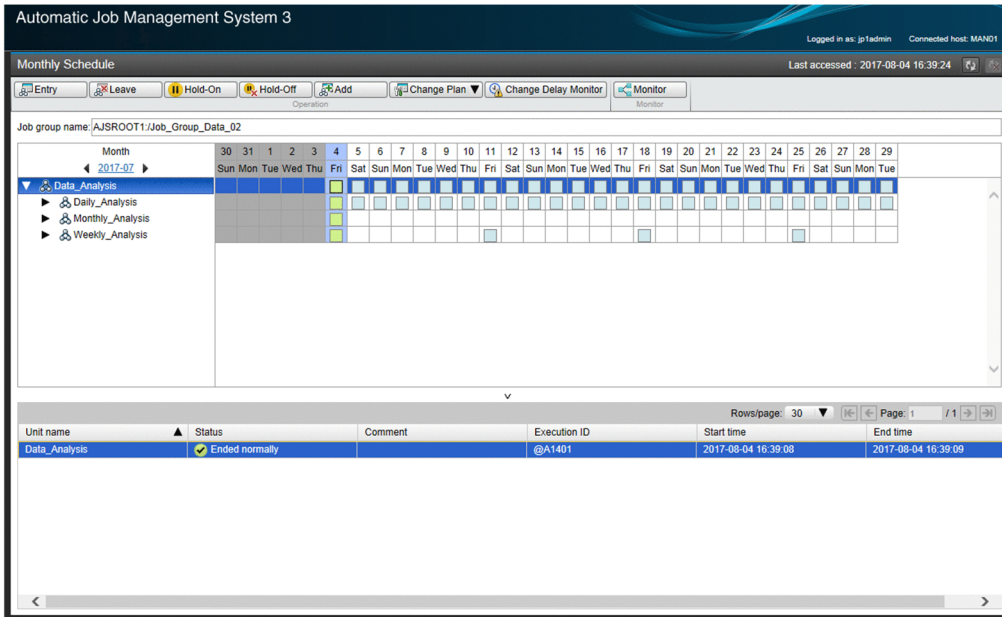 Automatic Job Management System 3
Logged in as: jp1admin Connected host: MAN01
Monthly Schedule Last accessed : 2017-08-04 16:39:24
Entry Leave Hold-On Hold-Off Add Change Plan Change Delay Monitor Monitor
Operation Monitor
Job group name: AJSROOT1:/Job_Group_Data_02
Month 30 31 1 2 3 4 5 6 7 8 9 10 11 12 13 14 15 16 17 18 19 20 21 22 23 24 25 26 27 28 29
2017-07 Sun Mon Tue Wed Thu Fri Sat Sun Mon Tue Wed Thu Fri Sat Sun Mon Tue Wed Thu Fri Sat Sun Mon Tue Wed Thu Fri Sat Sun Mon Tue
Data_Analysis
Daily_Analysis
Monthly_Analysis
Weekly_Analysis
Rows/page: 30 Page: 1 / 1
Unit name Status Comment Execution ID Start time End time
Data_Analysis Ended normally @A1401 2017-08-04 16:39:08 2017-08-04 16:39:09